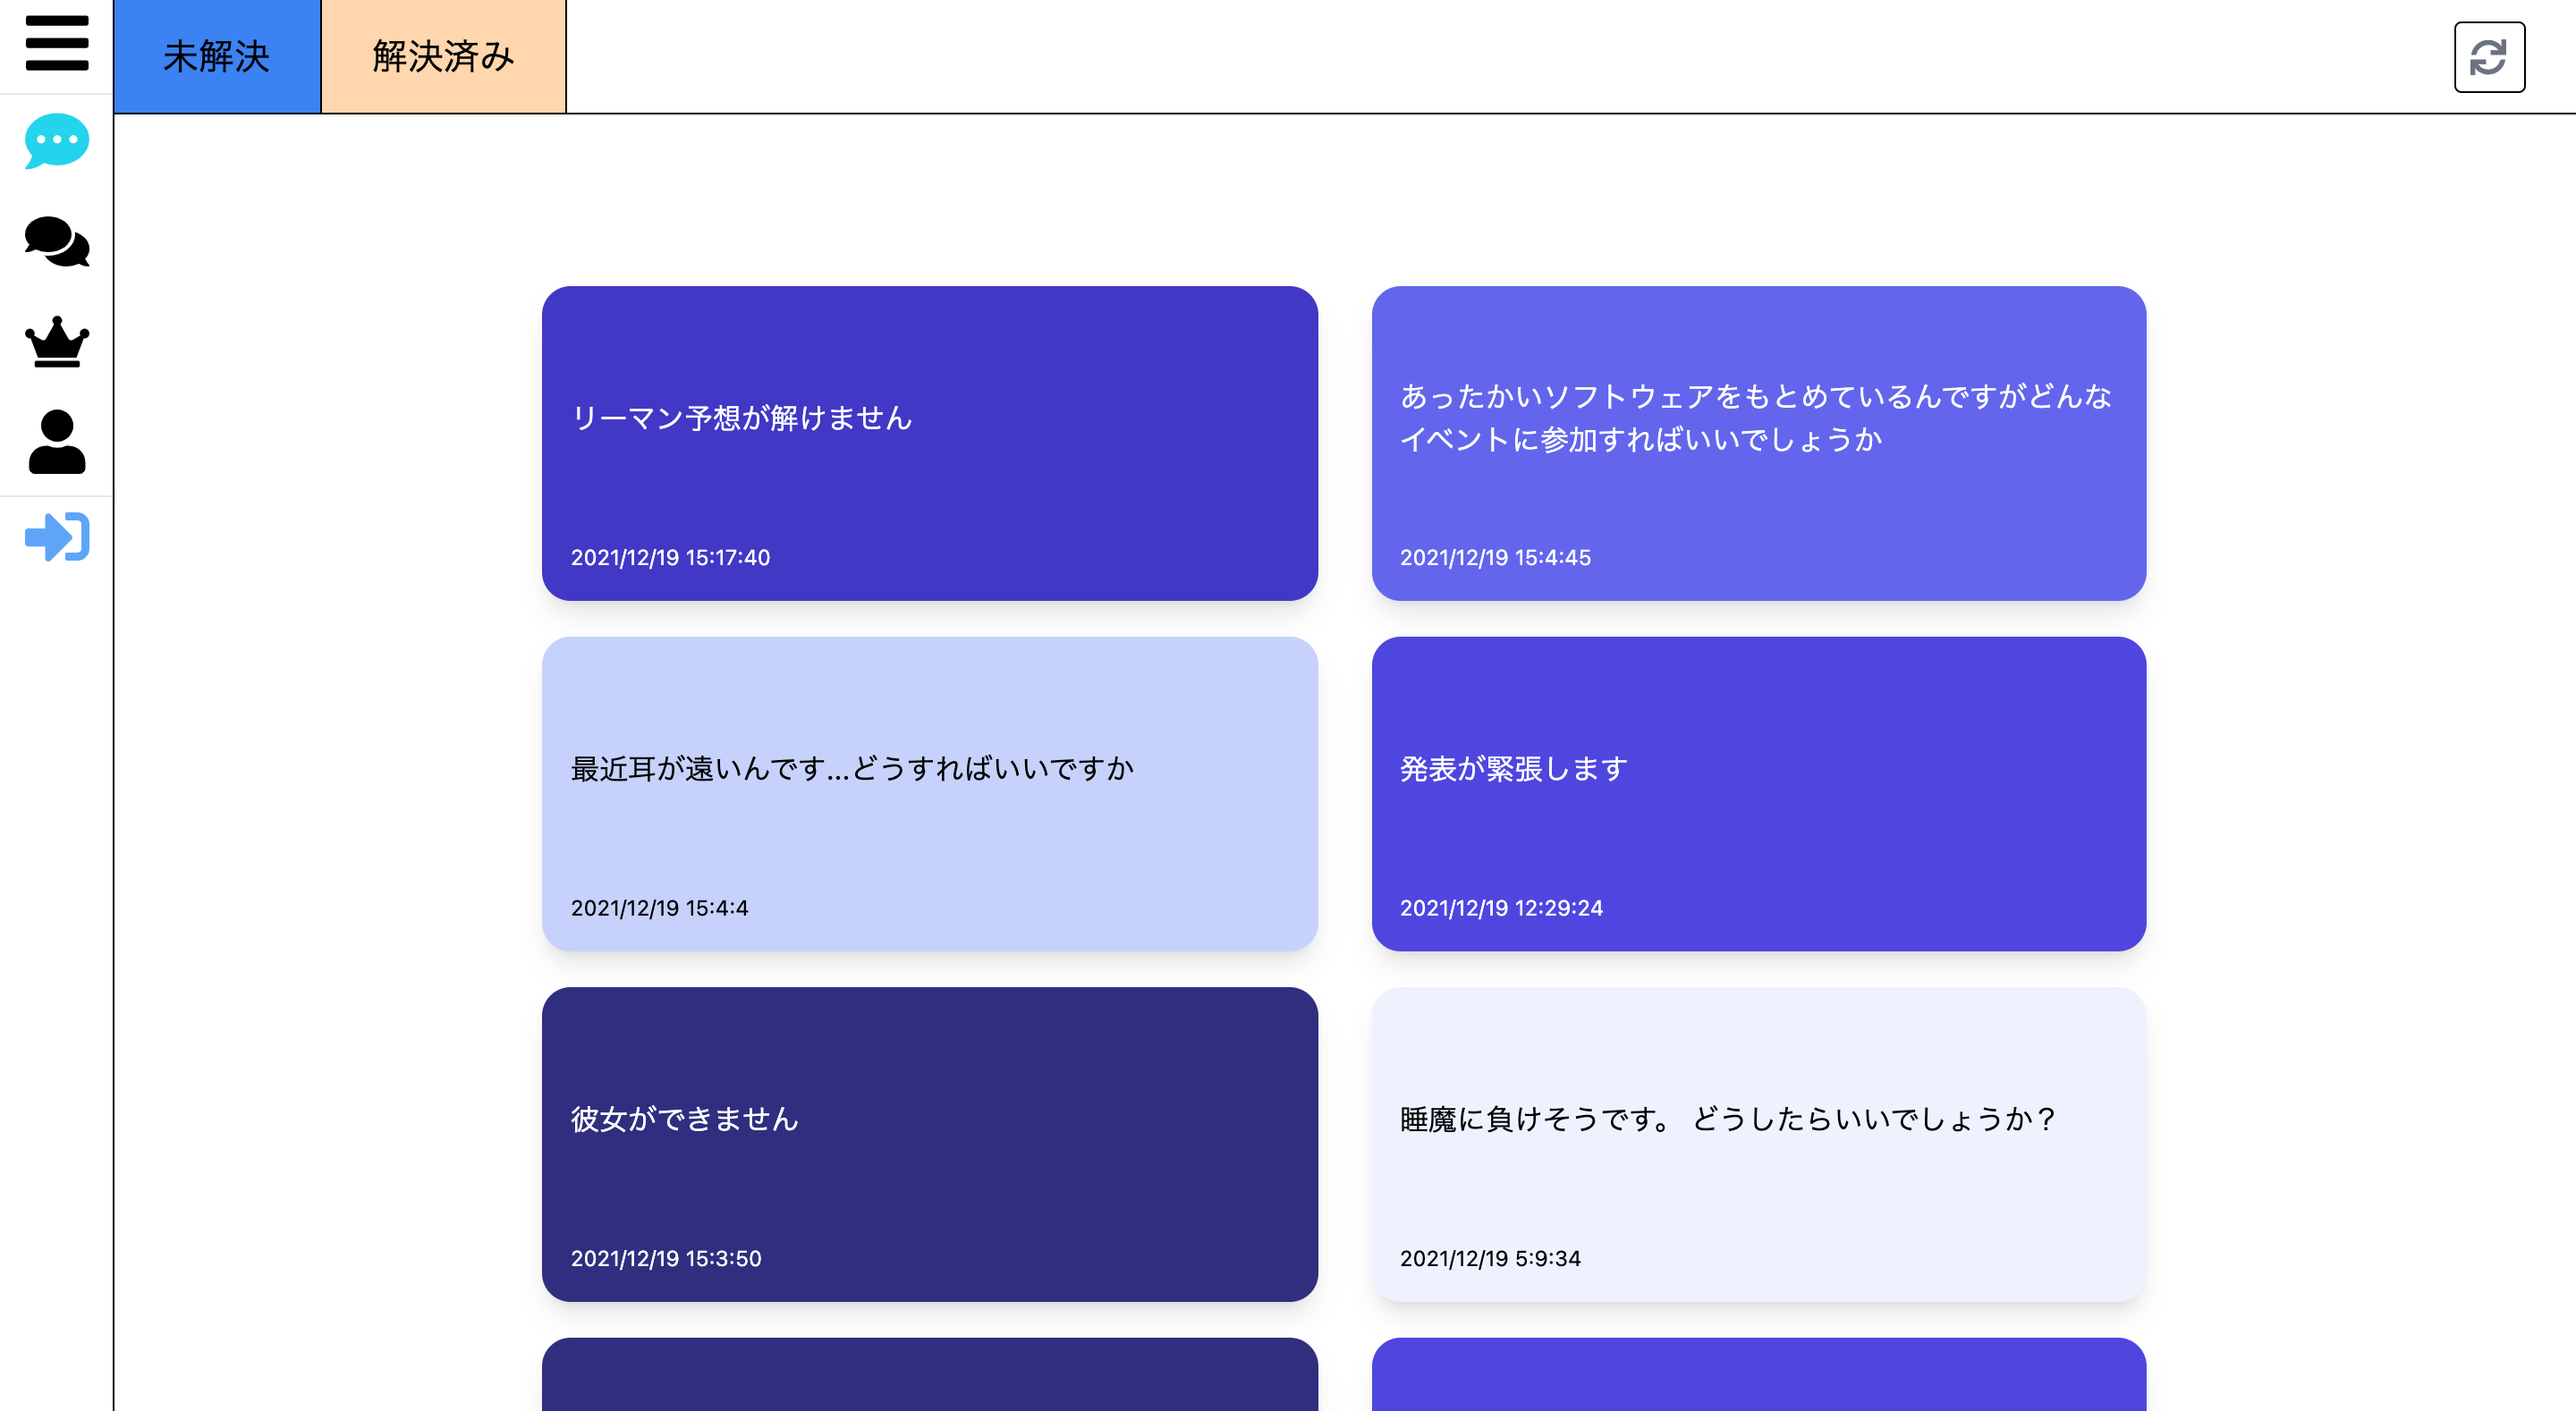 未解決
解決済み
リーマン予想が解けません
2021/12/19 15:17:40
あったかいソフトウェアをもとめているんですがどんな
イベントに参加すればいいでしょうか
2021/12/19 15:4:45
最近耳が遠いんです...どうすればいいですか
2021/12/19 15:4:4
発表が緊張します
2021/12/19 12:29:24
彼女ができません
2021/12/19 15:3:50
睡魔に負けそうです。 どうしたらいいでしょうか？
2021/12/19 5:9:34